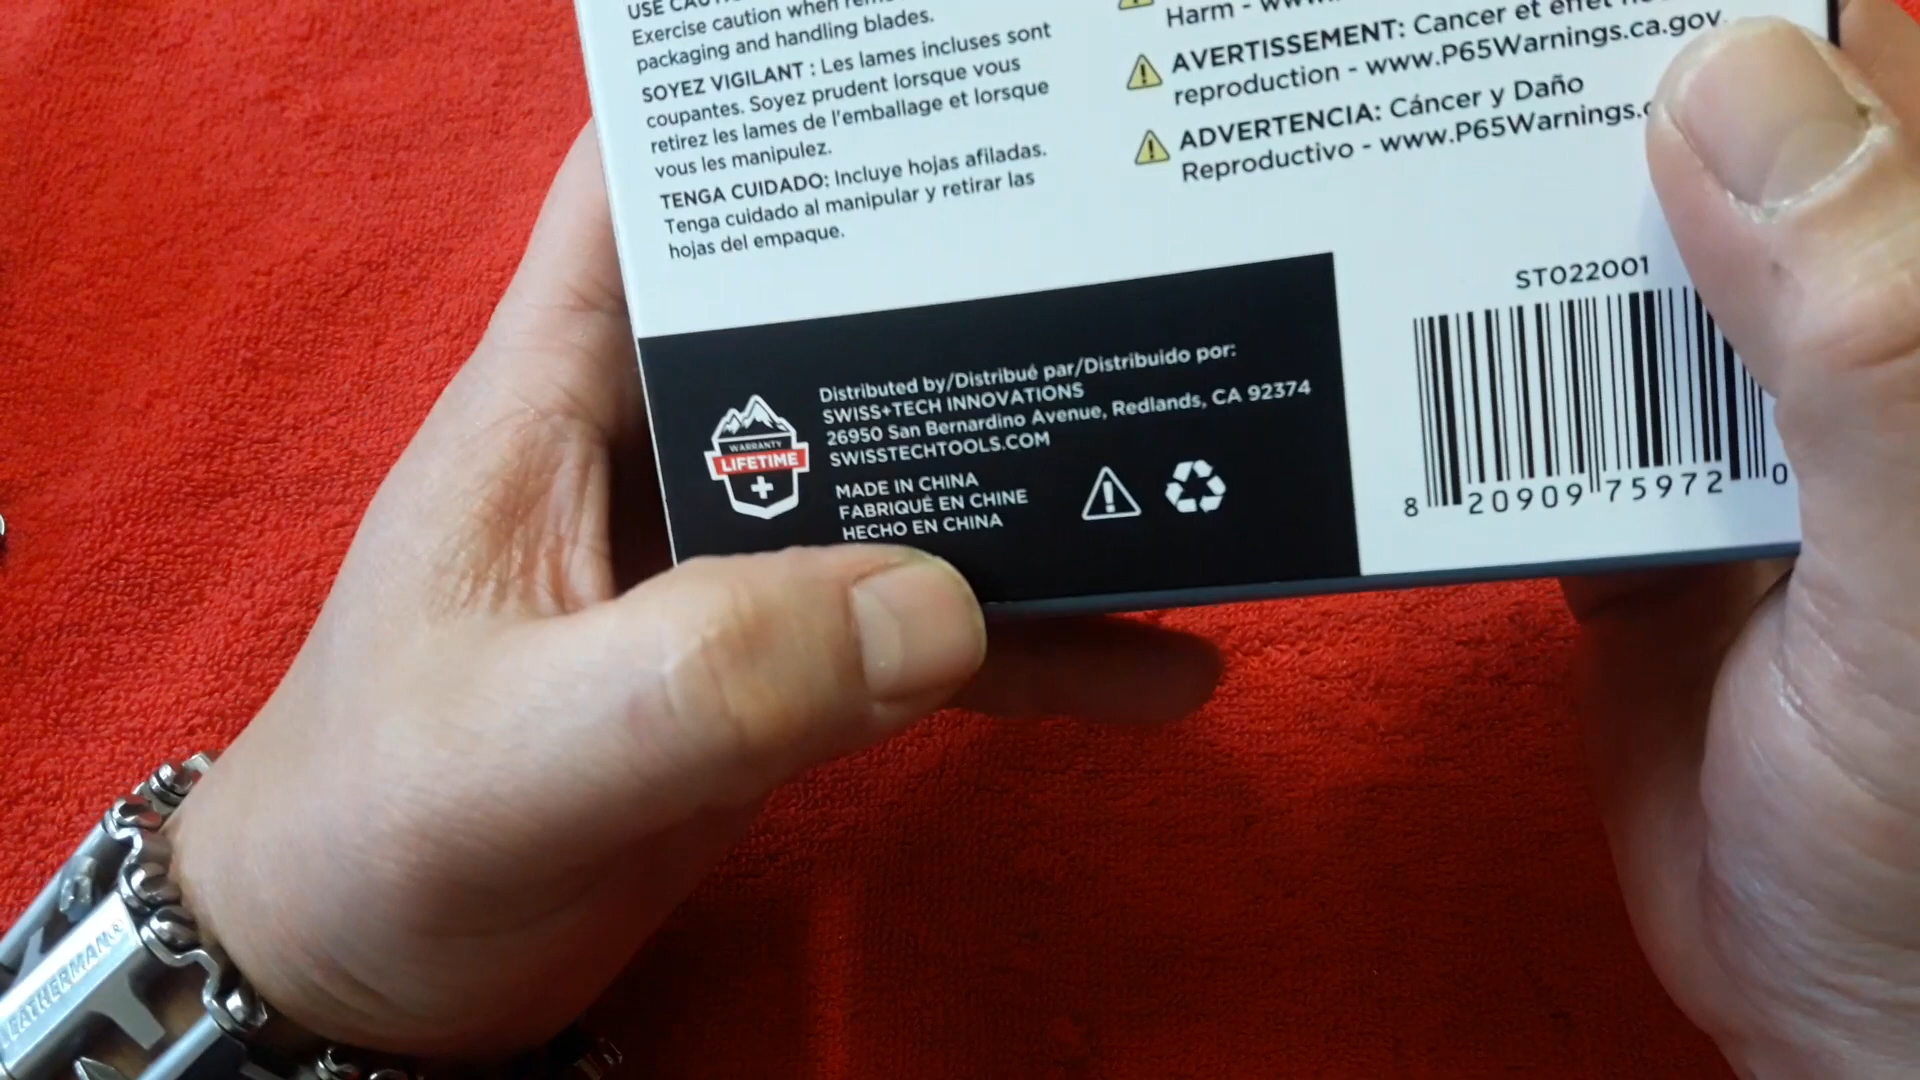 USE
Exercise caution when
packaging and handling blades.
SOYEZ VIGILANT : Les lames incluses sont
coupantes. Soyez prudent lorsque vous
retirez les lames de l'emballage et lorsque
vous les manipulez.
TENGA CUIDADO: Incluye hojas afiladas.
Tenga cuidado al manipular y retirar las
hojas del empaque.
Harm -
AVERTISSEMENT: Cancer et effet
reproduction - www.P65Warnings.ca.gov.
ADVERTENCIA: Cáncer y Daño
Reproductivo - www.P65Warnings.
WARRANTY
LIFETIME
Distributed by/Distribué par/Distribuido por:
SWISS+TECH INNOVATIONS
26950 San Bernardino Avenue, Redlands, CA 92374
SWISSTECHTOOLS.COM
MADE IN CHINA
FABRIQUÉ EN CHINE
HECHO EN CHINA
ST022001
8 20909 75972 0
LEATHERMAN®